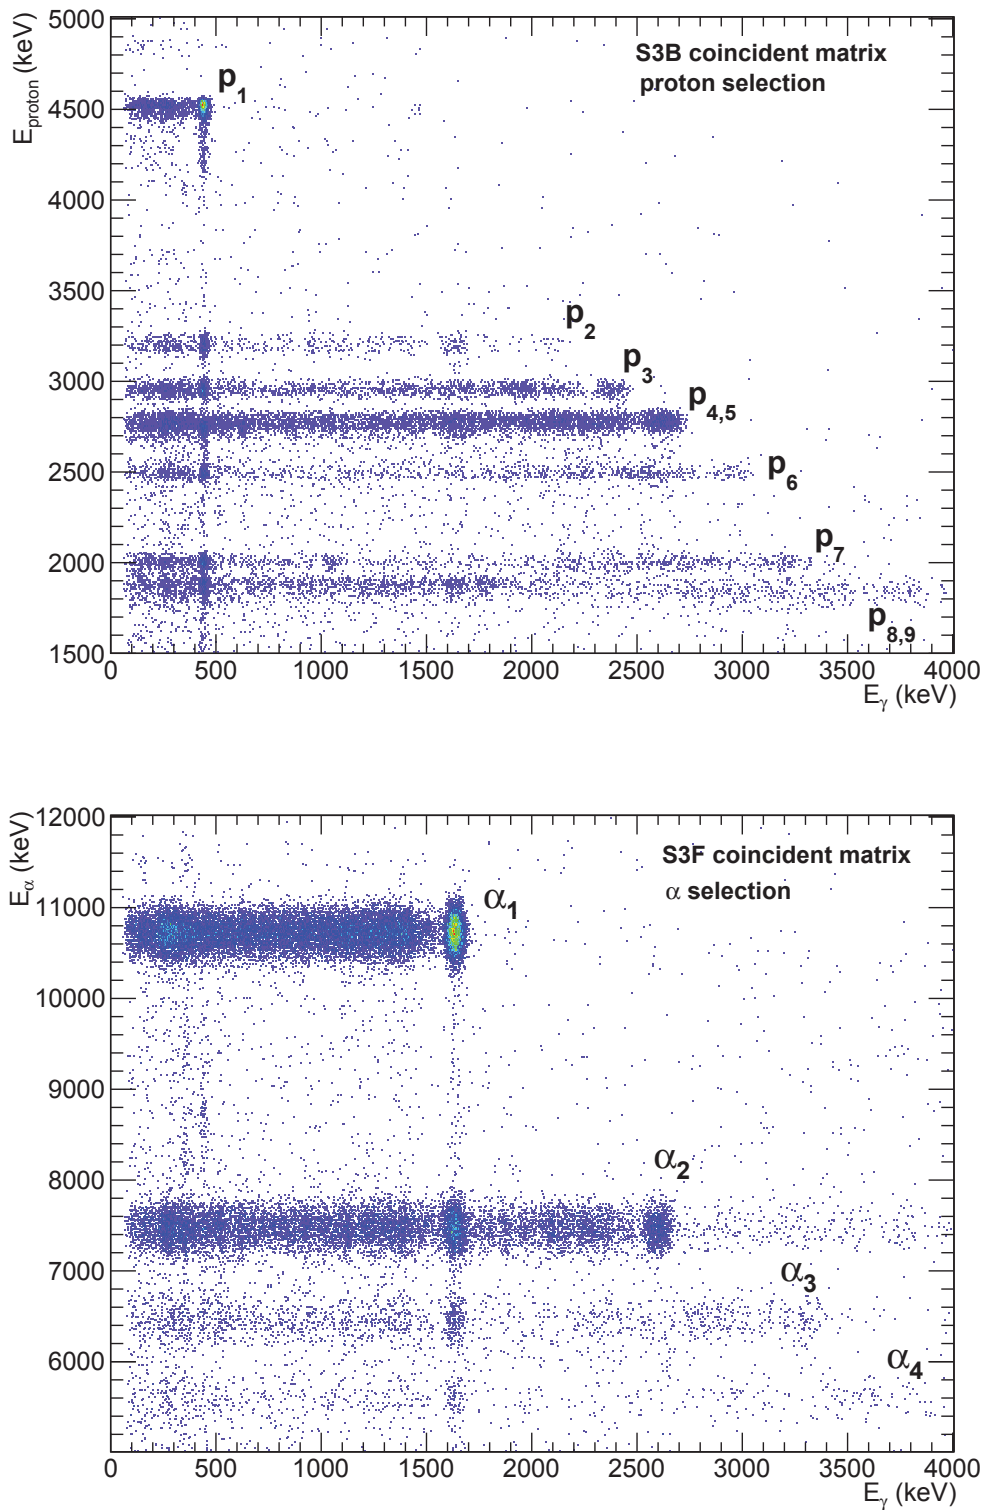 5000
S3B coincident matrix
proton selection
E_proton (keV)
p_1
4500
4000
3500
p_2
p_3
3000
p_4,5
2500
p_6
p_7
2000
p_8,9
1500
0 500 1000 1500 2000 2500 3000 3500 4000
E_γ (keV)
12000
S3F coincident matrix
α selection
E_α (keV)
α_1
11000
10000
9000
α_2
8000
7000
α_3
α_4
6000
0 500 1000 1500 2000 2500 3000 3500 4000
E_γ (keV)